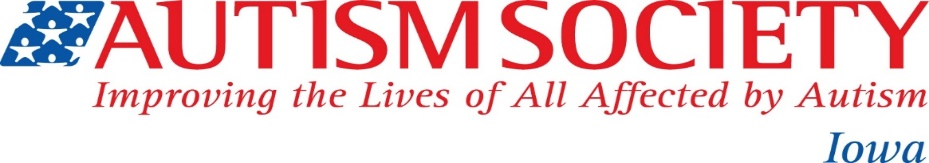 AUTISM SOCIETY
Improving the Lives of All Affected by Autism
Iowa